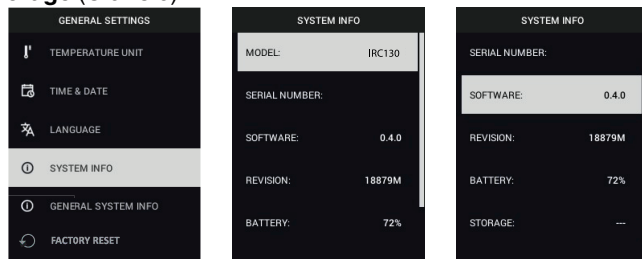 GENERAL SETTINGS
TEMPERATURE UNIT
TIME & DATE
LANGUAGE
SYSTEM INFO
GENERAL SYSTEM INFO
FACTORY RESET
SYSTEM INFO
MODEL: IRC130
SERIAL NUMBER:
SOFTWARE: 0.4.0
REVISION: 18879M
BATTERY: 72%
SYSTEM INFO
SERIAL NUMBER:
SOFTWARE: 0.4.0
REVISION: 18879M
BATTERY: 72%
STORAGE: ---